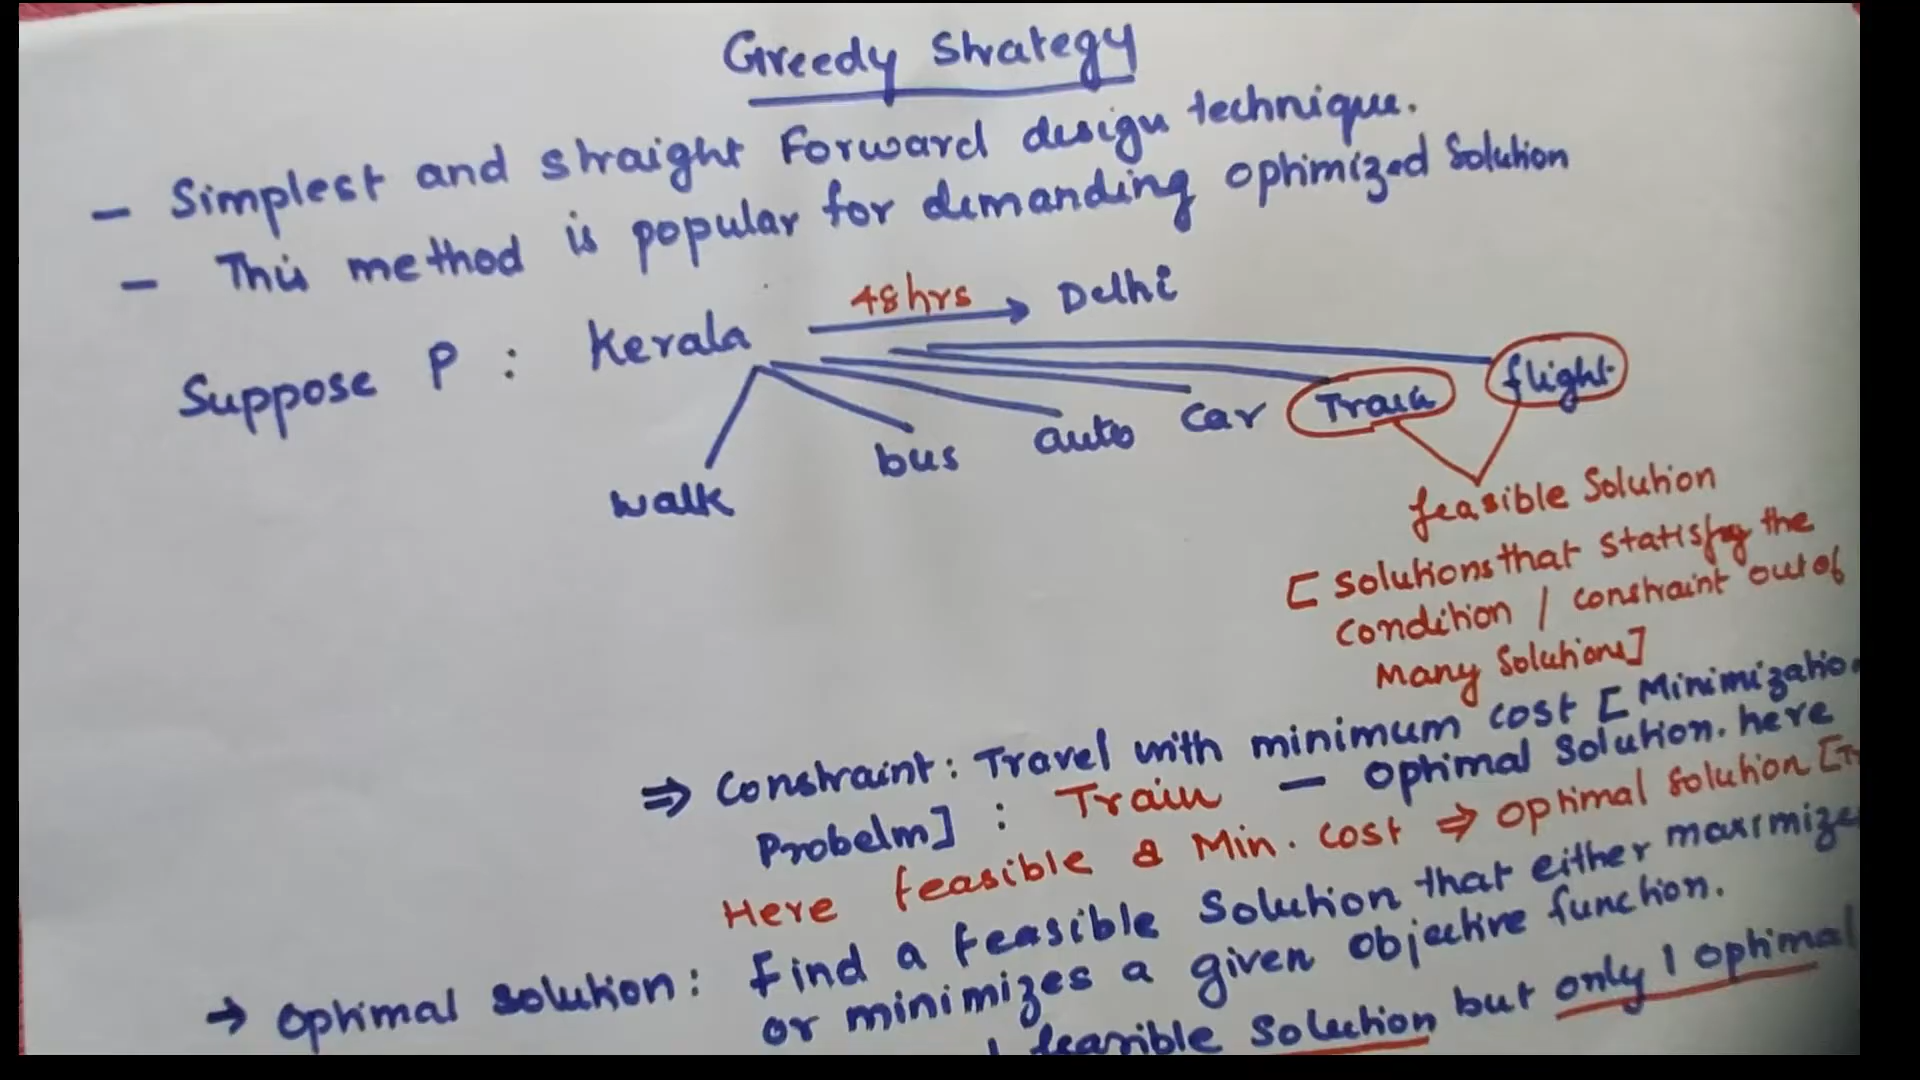 Greedy Strategy
- Simplest and straight Forward design technique.
- This method is popular for demanding optimized Solution
Suppose P : Kerala 48hrs → Delhi
walk bus auto car Train flight
feasible Solution
[ Solutions that statisfy the
condition / constraint out of
Many Solutions]
⇒ Constraint : Travel with minimum cost [ Minimizatio
Probelm] : Train - optimal Solution. here
Here feasible & Min. cost ⇒ optimal solution [Tr
→ Optimal solution : Find a feasible Solution that either maximize
or minimizes a given objective function.
feasible Solution but only 1 optimal